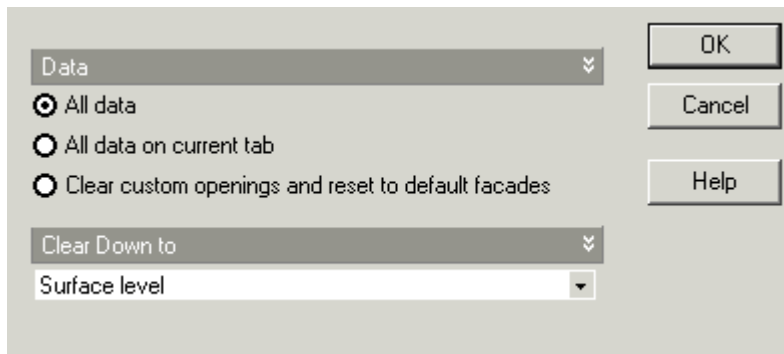 Data
All data
All data on current tab
Clear custom openings and reset to default facades
Clear Down to
Surface level
OK
Cancel
Help